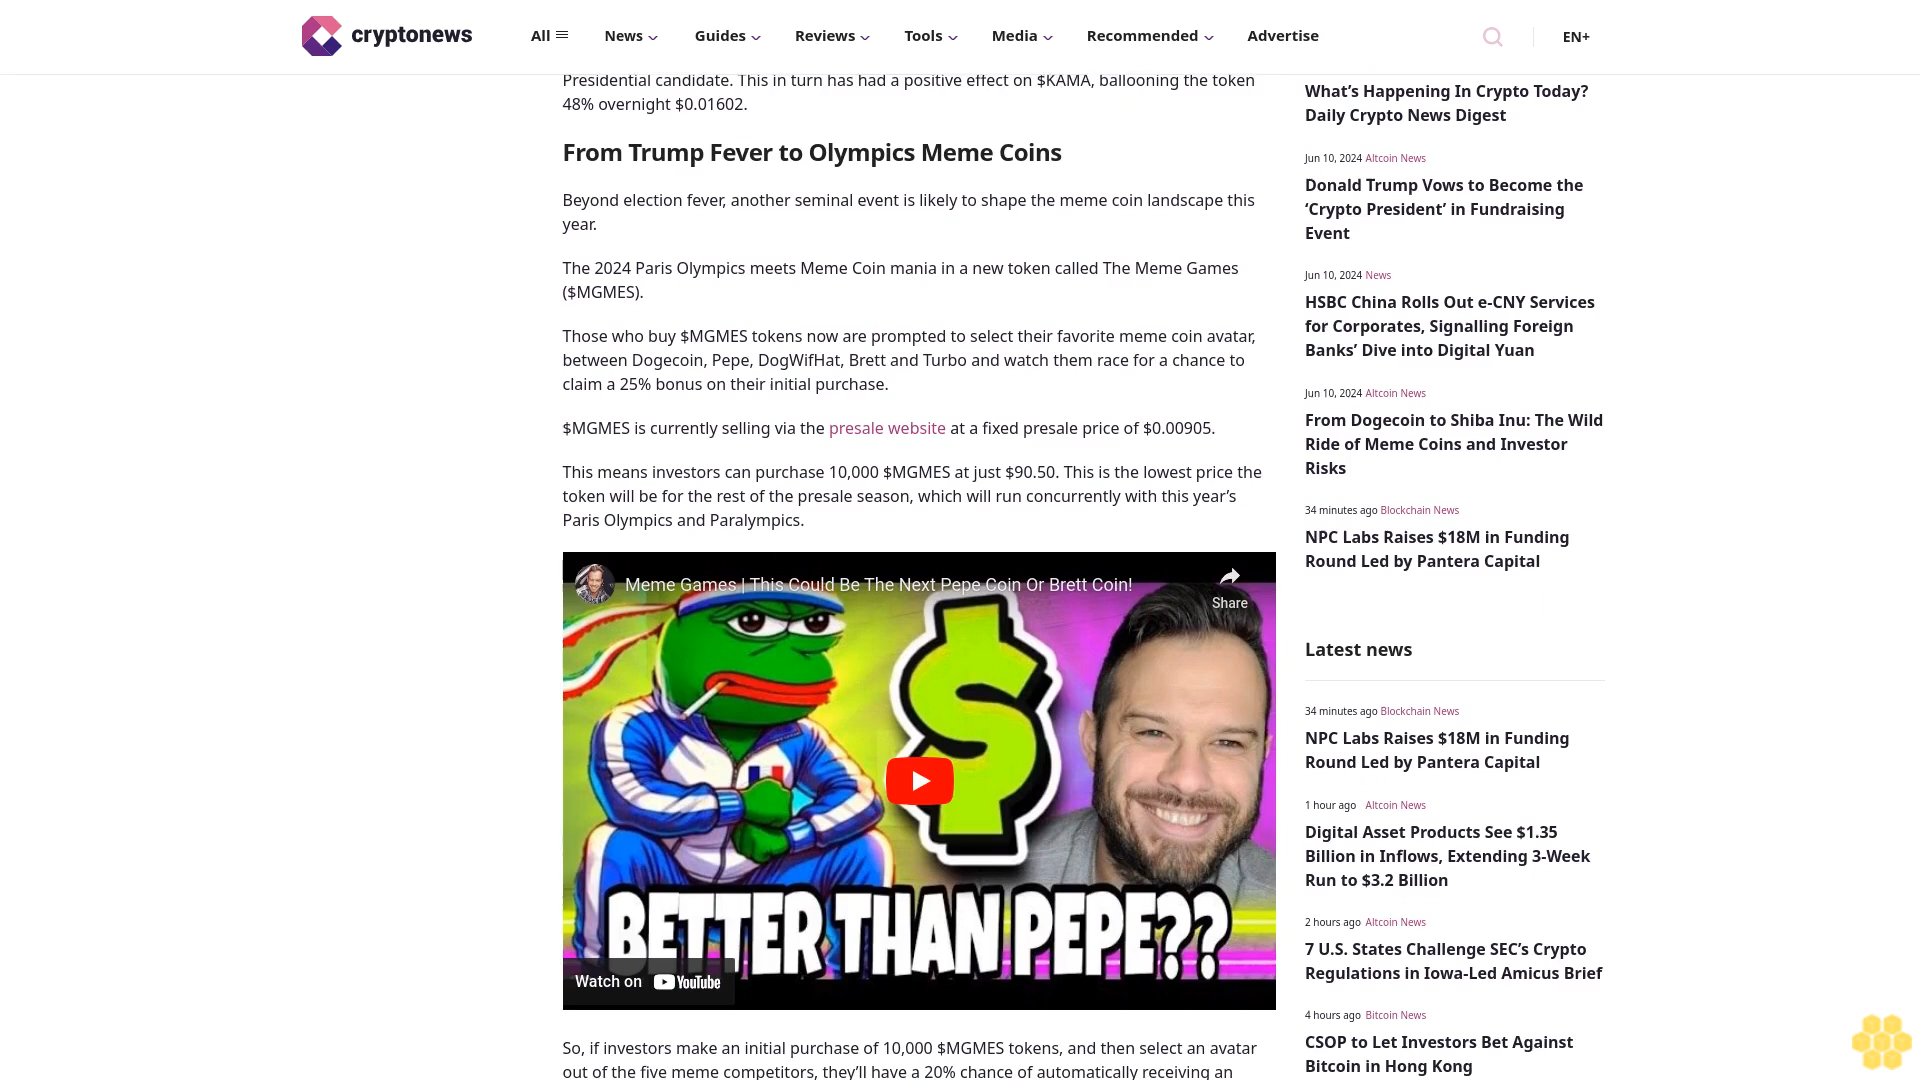 cryptonews
All
News
Guides
Reviews
Tools
Media
Recommended
Advertise
EN+
Presidential candidate. This in turn has had a positive effect on $KAMA, ballooning the token
48% overnight $0.01602.
From Trump Fever to Olympics Meme Coins
Beyond election fever, another seminal event is likely to shape the meme coin landscape this
year.
The 2024 Paris Olympics meets Meme Coin mania in a new token called The Meme Games
($MGMES).
Those who buy $MGMES tokens now are prompted to select their favorite meme coin avatar,
between Dogecoin, Pepe, DogWifHat, Brett and Turbo and watch them race for a chance to
claim a 25% bonus on their initial purchase.
$MGMES is currently selling via the presale website at a fixed presale price of $0.00905.
This means investors can purchase 10,000 $MGMES at just $90.50. This is the lowest price the
token will be for the rest of the presale season, which will run concurrently with this year’s
Paris Olympics and Paralympics.
Meme Games | This Could Be The Next Pepe Coin Or Brett Coin!
Share
$
BETTER THAN PEPE??
Watch on YouTube
So, if investors make an initial purchase of 10,000 $MGMES tokens, and then select an avatar
out of the five meme competitors, they’ll have a 20% chance of automatically receiving an
What’s Happening In Crypto Today?
Daily Crypto News Digest
Jun 10, 2024 Altcoin News
Donald Trump Vows to Become the
‘Crypto President’ in Fundraising
Event
Jun 10, 2024 News
HSBC China Rolls Out e-CNY Services
for Corporates, Signalling Foreign
Banks’ Dive into Digital Yuan
Jun 10, 2024 Altcoin News
From Dogecoin to Shiba Inu: The Wild
Ride of Meme Coins and Investor
Risks
34 minutes ago Blockchain News
NPC Labs Raises $18M in Funding
Round Led by Pantera Capital
Latest news
34 minutes ago Blockchain News
NPC Labs Raises $18M in Funding
Round Led by Pantera Capital
1 hour ago Altcoin News
Digital Asset Products See $1.35
Billion in Inflows, Extending 3-Week
Run to $3.2 Billion
2 hours ago Altcoin News
7 U.S. States Challenge SEC’s Crypto
Regulations in Iowa-Led Amicus Brief
4 hours ago Bitcoin News
CSOP to Let Investors Bet Against
Bitcoin in Hong Kong